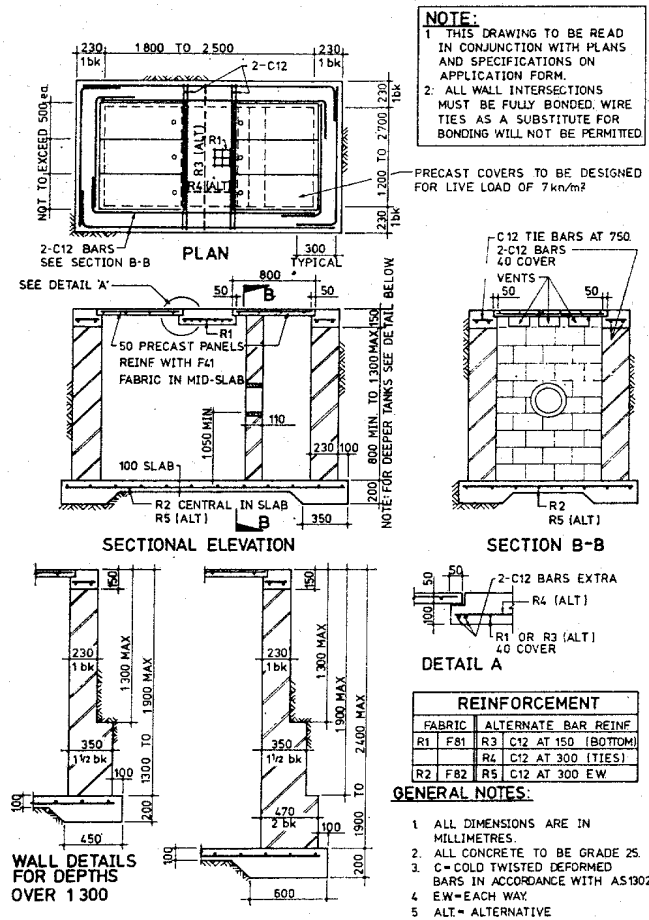 NOTE:
1 THIS DRAWING TO BE READ
IN CONJUNCTION WITH PLANS
AND SPECIFICATIONS ON
APPLICATION FORM.
2: ALL WALL INTERSECTIONS
MUST BE FULLY BONDED. WIRE
TIES AS A SUBSTITUTE FOR
BONDING WILL NOT BE PERMITTED
230 1800 TO 2500 230
1bk 1bk
2-C12
NOT TO EXCEED 500 ea.
R1
R3 (ALT)
R4 (ALT)
230 1bk
1200 TO 2700
230 1bk
PRECAST COVERS TO BE DESIGNED
FOR LIVE LOAD OF 7kn/m²
2-C12 BARS
SEE SECTION B-B
PLAN
300
TYPICAL
SEE DETAIL 'A'
800
50 B 50
R1
50 PRECAST PANELS
REINF WITH F41
FABRIC IN MID-SLAB
1050 MIN.
110
230 100
150
800 MIN. TO 1300 MAX
200
NOTE: FOR DEEPER TANKS SEE DETAIL BELOW
100 SLAB
R2 CENTRAL IN SLAB
R5 (ALT)
B 350
SECTIONAL ELEVATION
C12 TIE BARS AT 750.
2-C12 BARS
40 COVER
VENTS
50 50
R2
R5 (ALT)
SECTION B-B
150
230
1 bk
1300 MAX
350
1½ bk
100
1300 TO 1900 MAX
100
200
450
WALL DETAILS
FOR DEPTHS
OVER 1300
150
230
1 bk
1300 MAX
350
1½ bk
1900 MAX
470
2 bk
100
1900 TO 2400 MAX
100
200
600
50
50
100
2-C12 BARS EXTRA
R4 (ALT)
R1 OR R3 (ALT)
40 COVER
DETAIL A
REINFORCEMENT
FABRIC ALTERNATE BAR REINF
R1 F81 R3 C12 AT 150 (BOTTOM)
R4 C12 AT 300 (TIES)
R2 F82 R5 C12 AT 300 EW
GENERAL NOTES:
1. ALL DIMENSIONS ARE IN
MILLIMETRES.
2. ALL CONCRETE TO BE GRADE 25.
3. C=COLD TWISTED DEFORMED
BARS IN ACCORDANCE WITH AS1302
4 EW=EACH WAY.
5 ALT.= ALTERNATIVE